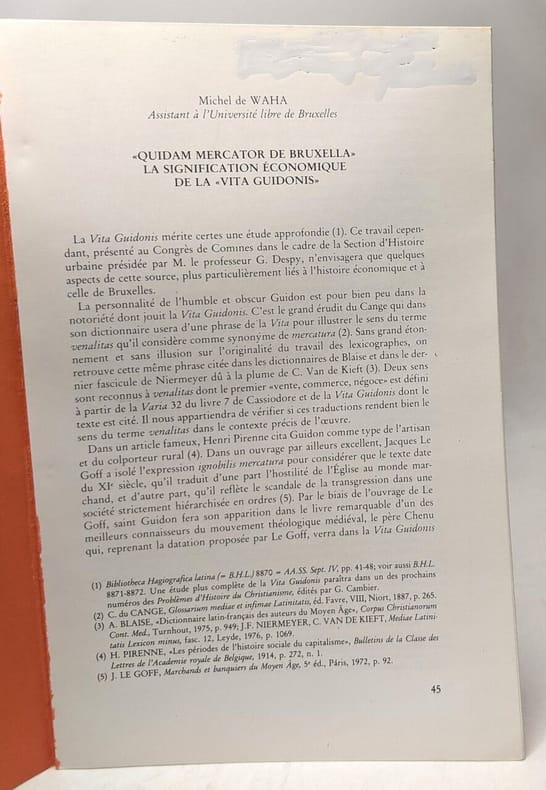 Michel de WAHA
Assistant à l'Université libre de Bruxelles
«QUIDAM MERCATOR DE BRUXELLA»
LA SIGNIFICATION ÉCONOMIQUE
DE LA «VITA GUIDONIS»
La Vita Guidonis mérite certes une étude approfondie (1). Ce travail cepen-
dant, présenté au Congrès de Comines dans le cadre de la Section d'Histoire
urbaine présidée par M. le professeur G. Despy, n'envisagera que quelques
aspects de cette source, plus particulièrement liés à l'histoire économique et à
celle de Bruxelles.
La personnalité de l'humble et obscur Guidon est pour bien peu dans la
notoriété dont jouit la Vita Guidonis. C'est le grand érudit du Cange qui dans
son dictionnaire usera d'une phrase de la Vita pour illustrer le sens du terme
venalitas qu'il considère comme synonyme de mercatura (2). Sans grand éton-
nement et sans illusion sur l'originalité du travail des lexicographes, on
retrouve cette même phrase citée dans les dictionnaires de Blaise et dans le der-
nier fascicule de Niermeyer dû à la plume de C. Van de Kieft (3). Deux sens
sont reconnus à venalitas dont le premier «vente, commerce, négoce» est défini
à partir de la Varia 32 du livre 7 de Cassiodore et de la Vita Guidonis dont le
texte est cité. Il nous appartiendra de vérifier si ces traductions rendent bien le
sens du terme venalitas dans le contexte précis de l'œuvre.
Dans un article fameux, Henri Pirenne cita Guidon comme type de l'artisan
et du colporteur rural (4). Dans un ouvrage par ailleurs excellent, Jacques Le
Goff a isolé l'expression ignobilis mercatura pour considérer que le texte date
du XIe siècle, qu'il traduit d'une part l'hostilité de l'Église au monde mar-
chand, et d'autre part, qu'il reflète le scandale de la transgression dans une
société strictement hiérarchisée en ordres (5). Par le biais de l'ouvrage de Le
Goff, saint Guidon fera son apparition dans le livre remarquable d'un des
meilleurs connaisseurs du mouvement théologique médiéval, le père Chenu
qui, reprenant la datation proposée par Le Goff, verra dans la Vita Guidonis
(1) Bibliotheca Hagiografica latina (= B.H.L.) 8870 = AA.SS. Sept. IV, pp. 41-48; voir aussi B.H.L.
8871-8872. Une étude plus complète de la Vita Guidonis paraîtra dans un des prochains
numéros des Problèmes d'Histoire du Christianisme, édités par G. Cambier.
(2) C. du CANGE, Glossarium mediae et infimae Latinitatis, éd. Favre, VIII, Niort, 1887, p. 265.
(3) A. BLAISE, «Dictionnaire latin-français des auteurs du Moyen Âge», Corpus Christianorum
Cont. Med., Turnhout, 1975, p. 949; J.F. NIERMEYER, C. VAN DE KIEFT, Mediae Latini-
tatis Lexicon minus, fasc. 12, Leyde, 1976, p. 1069.
(4) H. PIRENNE, «Les périodes de l'histoire sociale du capitalisme», Bulletins de la Classe des
Lettres de l'Academie royale de Belgique, 1914, p. 272, n. 1.
(5) J. LE GOFF, Marchands et banquiers du Moyen Âge, 5e éd., Pâris, 1972, p. 92.
45